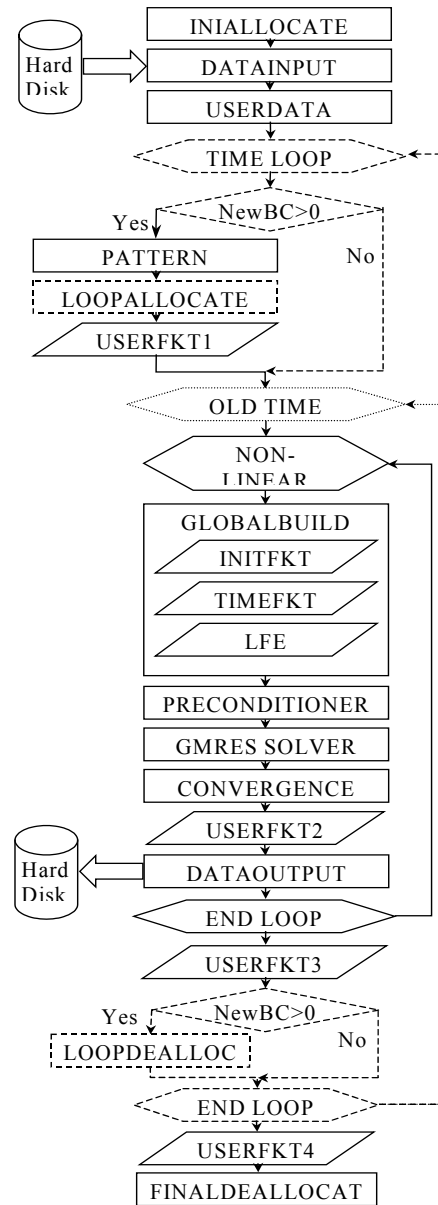 INIALLOCATE
Hard
Disk
DATAINPUT
USERDATA
TIME LOOP
NewBC>0
Yes
No
PATTERN
LOOPALLOCATE
USERFKT1
OLD TIME
NON-
LINEAR
GLOBALBUILD
INITFKT
TIMEFKT
LFE
PRECONDITIONER
GMRES SOLVER
CONVERGENCE
USERFKT2
Hard
Disk
DATAOUTPUT
END LOOP
USERFKT3
NewBC>0
Yes
No
LOOPDEALLOC
END LOOP
USERFKT4
FINALDEALLOCAT